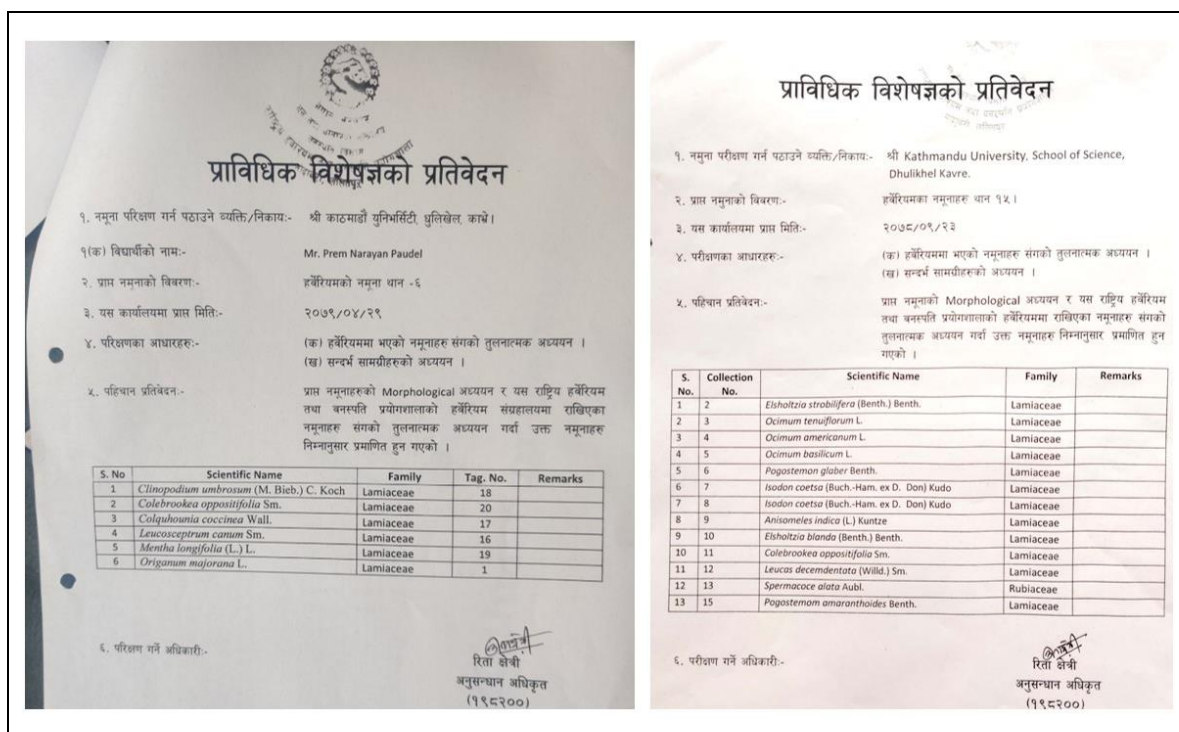 प्राविधिक विशेषज्ञको प्रतिवेदन
१. नमूना परिक्षण गर्न पठाउने व्यक्ति/निकायः- श्री काठमाडौ युनिभर्सिटी, धुलिखेल, काभ्रे।
१(क) विद्यार्थीको नामः- Mr. Prem Narayan Paudel
२. प्राप्त नमूनाको विवरणः- हर्बेरियमको नमूना थान -६
३. यस कार्यालयमा प्राप्त मितिः- २०७९/०४/२९
४. परिक्षणका आधारहरुः- (क) हर्बेरियममा भएको नमूनाहरु संगको तुलनात्मक अध्ययन ।
(ख) सन्दर्भ सामग्रीहरुको अध्ययन ।
५. पहिचान प्रतिवेदनः- प्राप्त नमूनाहरुको Morphological अध्ययन र यस राष्ट्रिय हर्बेरियम
तथा वनस्पति प्रयोगशालाको हर्बेरियम संग्रहालयमा राखिएका
नमूनाहरु संगको तुलनात्मक अध्ययन गर्दा उक्त नमूनाहरु
निम्नानुसार प्रमाणित हुन गएको ।
S. No Scientific Name Family Tag. No. Remarks
1 Clinopodium umbrosum (M. Bieb.) C. Koch Lamiaceae 18
2 Colebrookea oppositifolia Sm. Lamiaceae 20
3 Colquhounia coccinea Wall. Lamiaceae 17
4 Leucosceptrum canum Sm. Lamiaceae 16
5 Mentha longifolia (L.) L. Lamiaceae 19
6 Origanum majorana L. Lamiaceae 1
६. परिक्षण गर्ने अधिकारीः-
रिता क्षेत्री
अनुसन्धान अधिकृत
(१९८२००)
प्राविधिक विशेषज्ञको प्रतिवेदन
१. नमुना परीक्षण गर्न पठाउने व्यक्ति/निकायः- श्री Kathmandu University, School of Science,
Dhulikhel Kavre.
२. प्राप्त नमुनाको विवरणः- हर्बेरियमका नमूनाहरु थान १५।
३. यस कार्यालयमा प्राप्त मितिः- २०७८/०९/२३
४. परीक्षणका आधारहरुः- (क) हर्बेरियममा भएको नमूनाहरु संगको तुलनात्मक अध्ययन ।
(ख) सन्दर्भ सामग्रीहरुको अध्ययन ।
५. पहिचान प्रतिवेदनः- प्राप्त नमूनाको Morphological अध्ययन र यस राष्ट्रिय हर्बेरियम
तथा वनस्पति प्रयोगशालाको हर्बेरियममा राखिएका नमूनाहरु संगको
तुलनात्मक अध्ययन गर्दा उक्त नमूनाहरु निम्नानुसार प्रमाणित हुन
गएको ।
S. No. Collection No. Scientific Name Family Remarks
1 2 Elsholtzia strobilifera (Benth.) Benth. Lamiaceae
2 3 Ocimum tenuiflorum L. Lamiaceae
3 4 Ocimum americanum L. Lamiaceae
4 5 Ocimum basilicum L. Lamiaceae
5 6 Pogostemon glaber Benth. Lamiaceae
6 7 Isodon coetsa (Buch.-Ham. ex D. Don) Kudo Lamiaceae
7 8 Isodon coetsa (Buch.-Ham. ex D. Don) Kudo Lamiaceae
8 9 Anisomeles indica (L.) Kuntze Lamiaceae
9 10 Elsholtzia blanda (Benth.) Benth. Lamiaceae
10 11 Colebrookea oppositifolia Sm. Lamiaceae
11 12 Leucas decemdentata (Willd.) Sm. Lamiaceae
12 13 Spermacoce alata Aubl. Rubiaceae
13 15 Pogostemom amaranthoides Benth. Lamiaceae
६. परीक्षण गर्ने अधिकारीः-
रिता क्षेत्री
अनुसन्धान अधिकृत
(१९८२००)